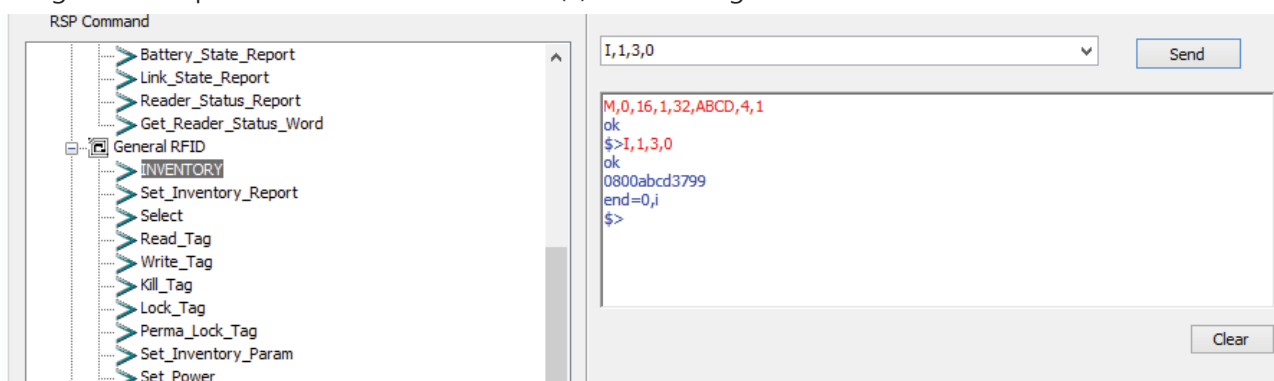 RSP Command
Battery_State_Report
Link_State_Report
Reader_Status_Report
Get_Reader_Status_Word
General RFID
INVENTORY
Set_Inventory_Report
Select
Read_Tag
Write_Tag
Kill_Tag
Lock_Tag
Perma_Lock_Tag
Set_Inventory_Param
Set_Power
I,1,3,0
Send
M,0,16,1,32,ABCD,4,1
ok
$>I,1,3,0
ok
0800abcd3799
end=0,i
$>
Clear